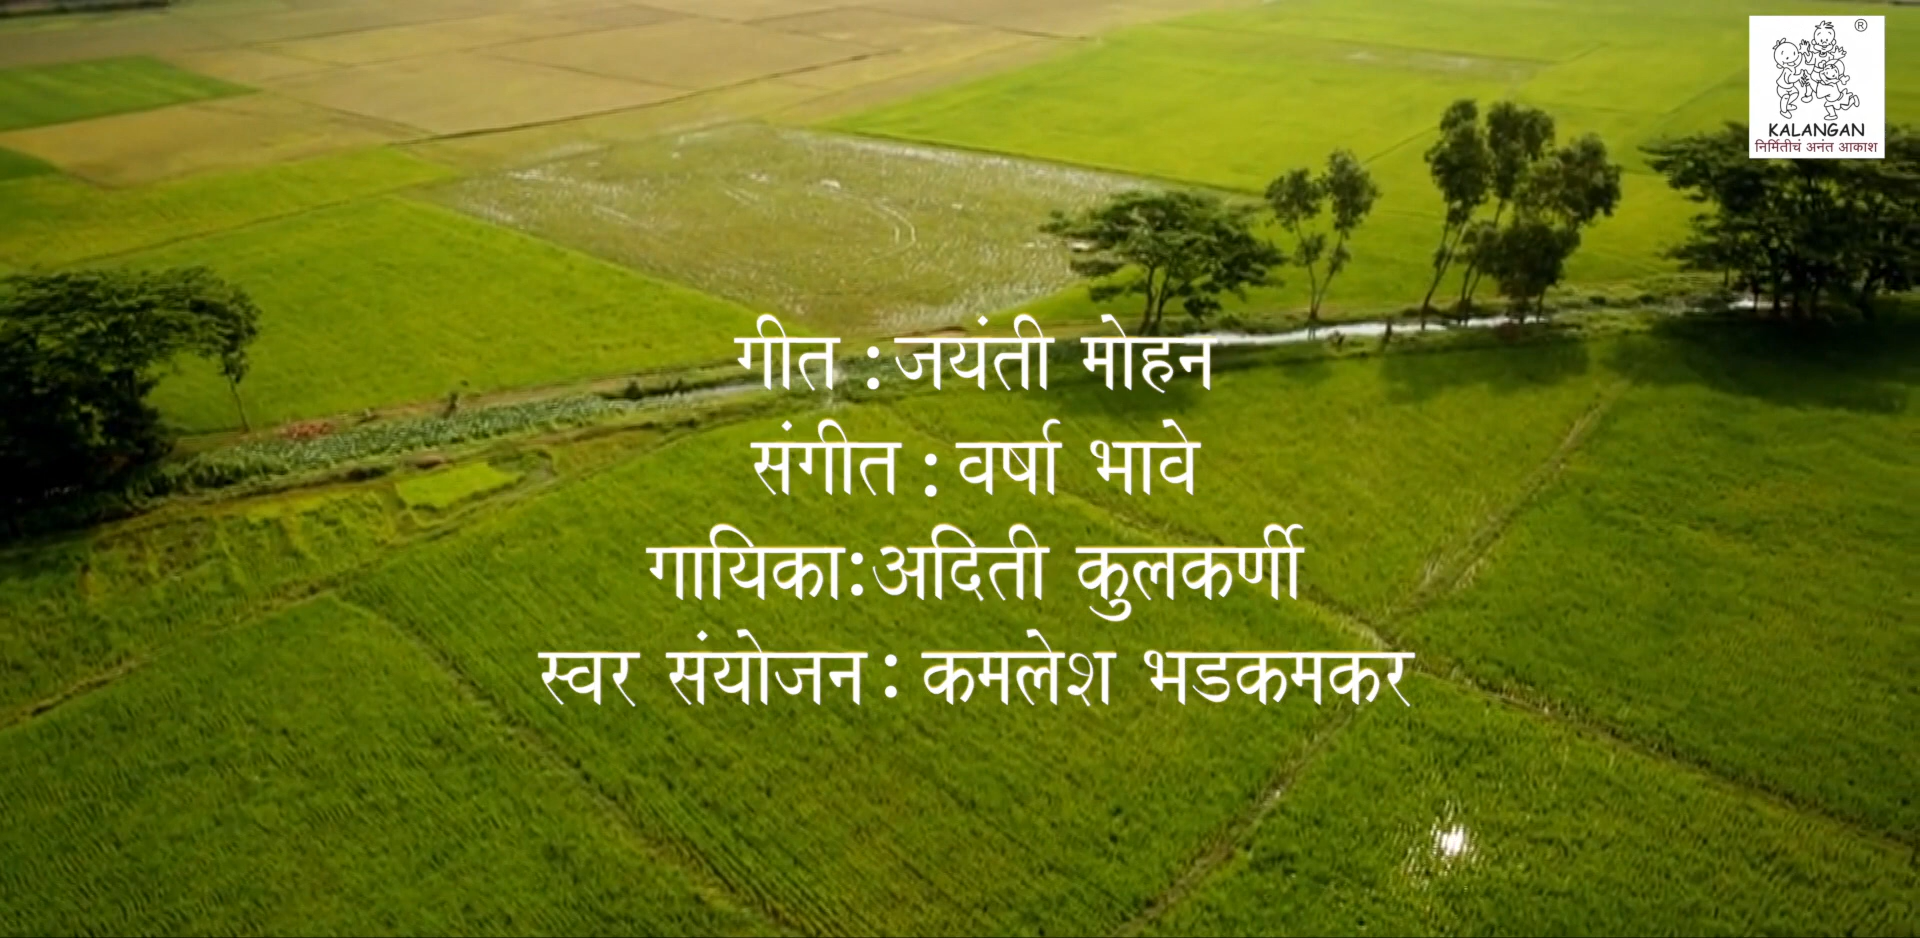 ®
KALANGAN
निर्मितीचं अनंत आकाश
गीत : जयंती मोहन
संगीत : वर्षा भावे
गायिका: अदिती कुलकर्णी
स्वर संयोजन : कमलेश भडकमकर